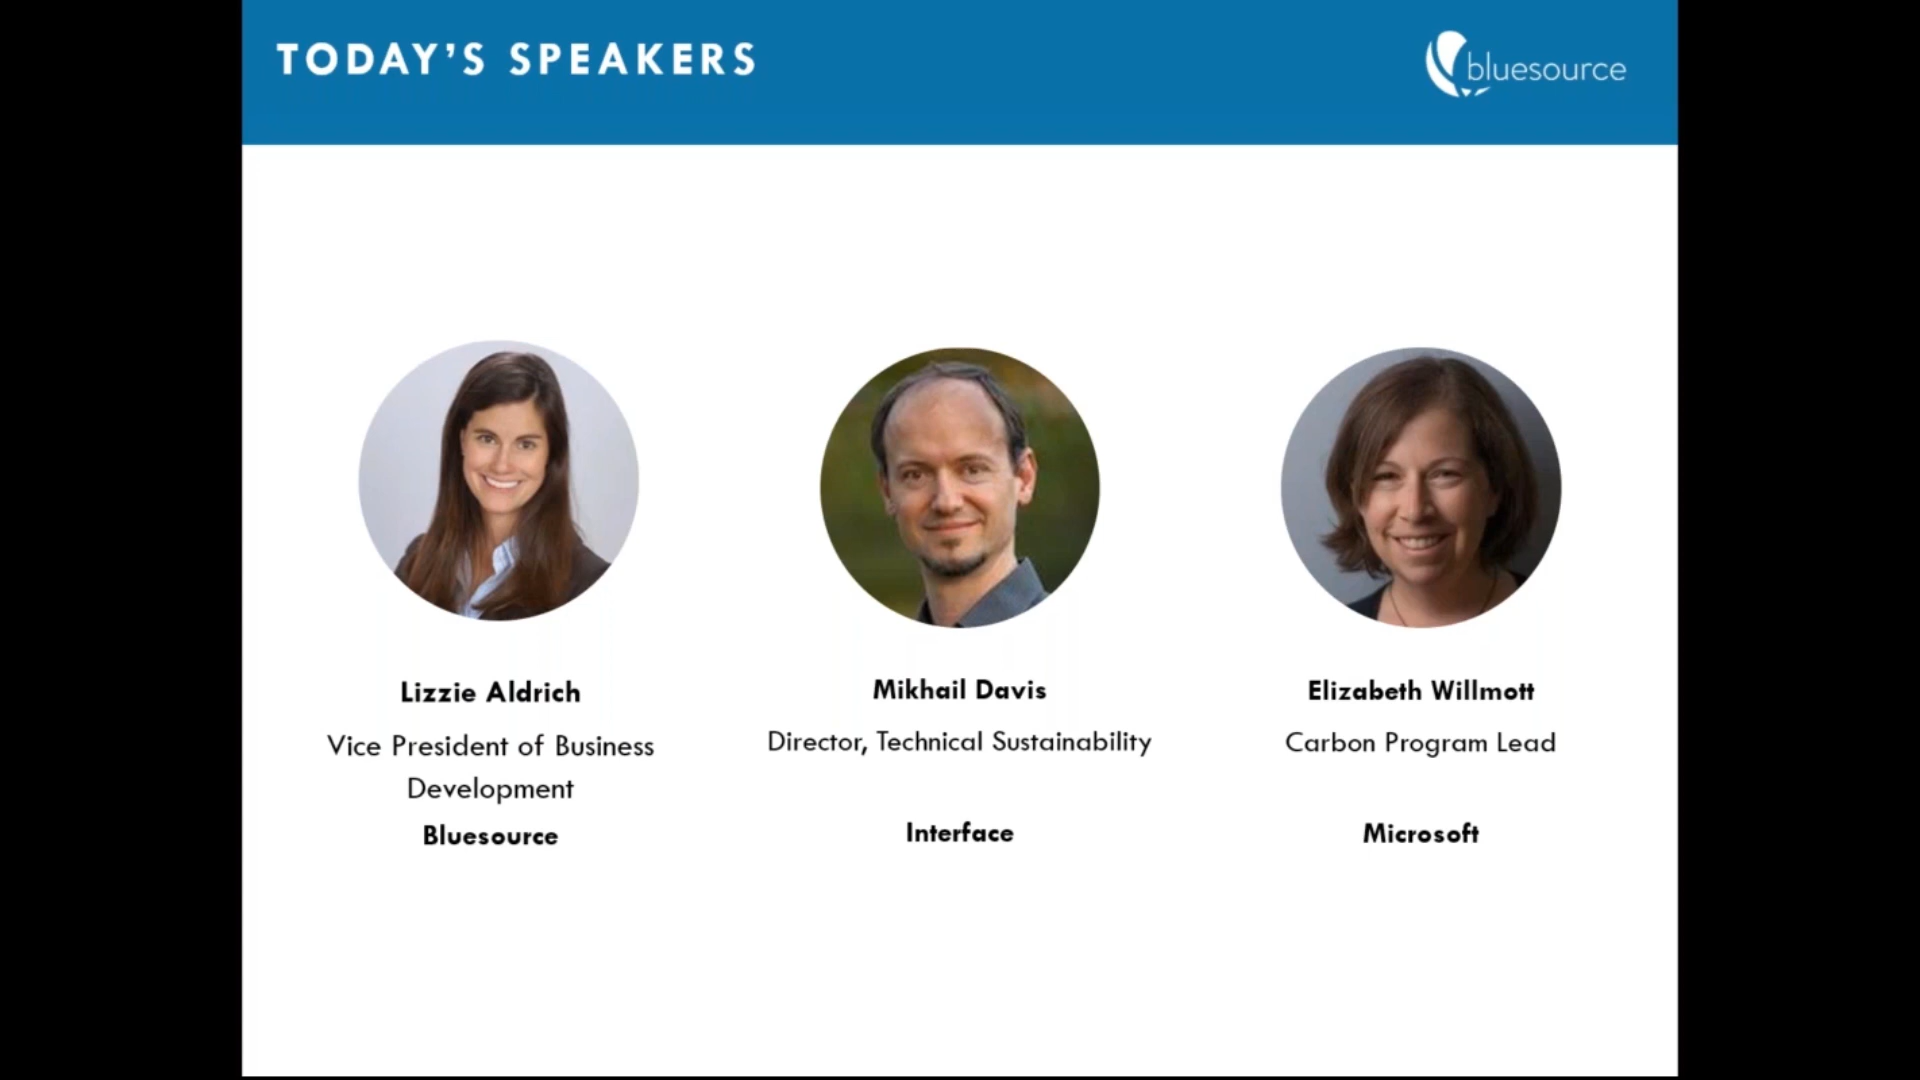 TODAY'S SPEAKERS
bluesource
Lizzie Aldrich
Vice President of Business
Development
Bluesource
Mikhail Davis
Director, Technical Sustainability
Interface
Elizabeth Willmott
Carbon Program Lead
Microsoft